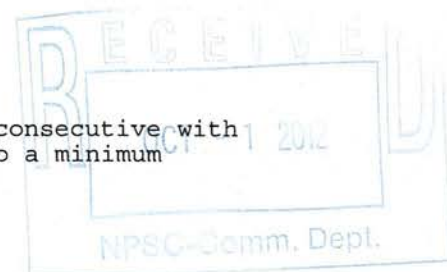 RECEIVED
consecutive with
OCT - 1 2012
o a minimum
NPSC-Comm. Dept.